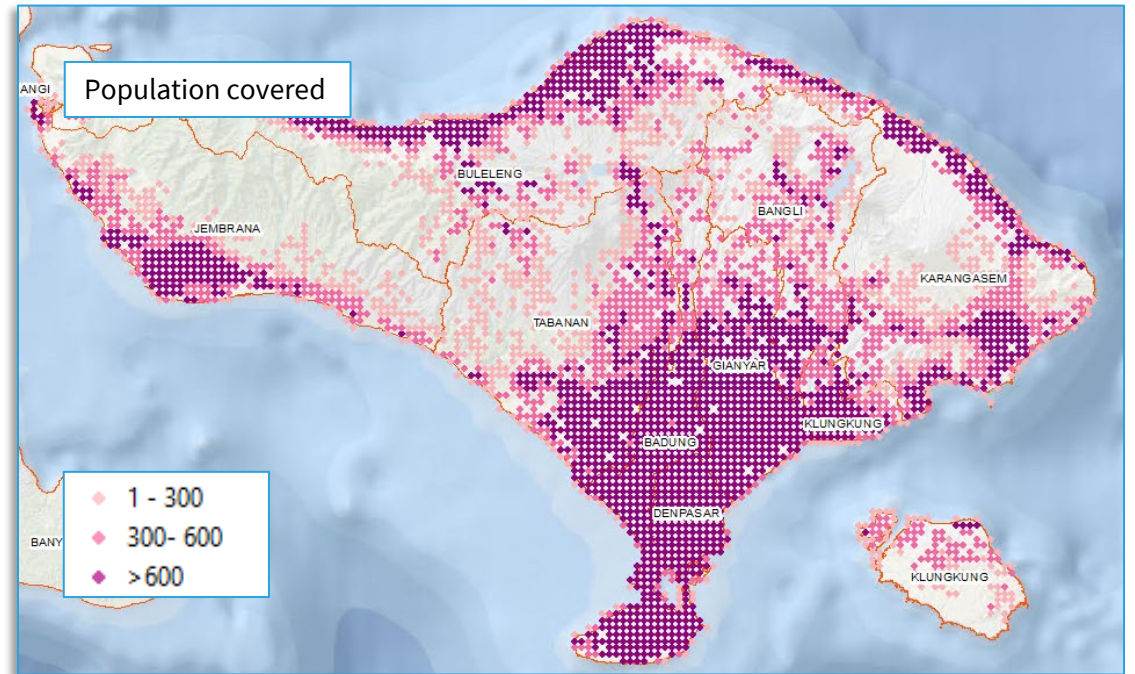 Population covered
ANGI
BULELENG
JEMBRANA
BANGLI
KARANGASEM
TABANAN
GIANYAR
KLUNGKUNG
BADUNG
DENPASAR
KLUNGKUNG
BANY
1 - 300
300- 600
>600